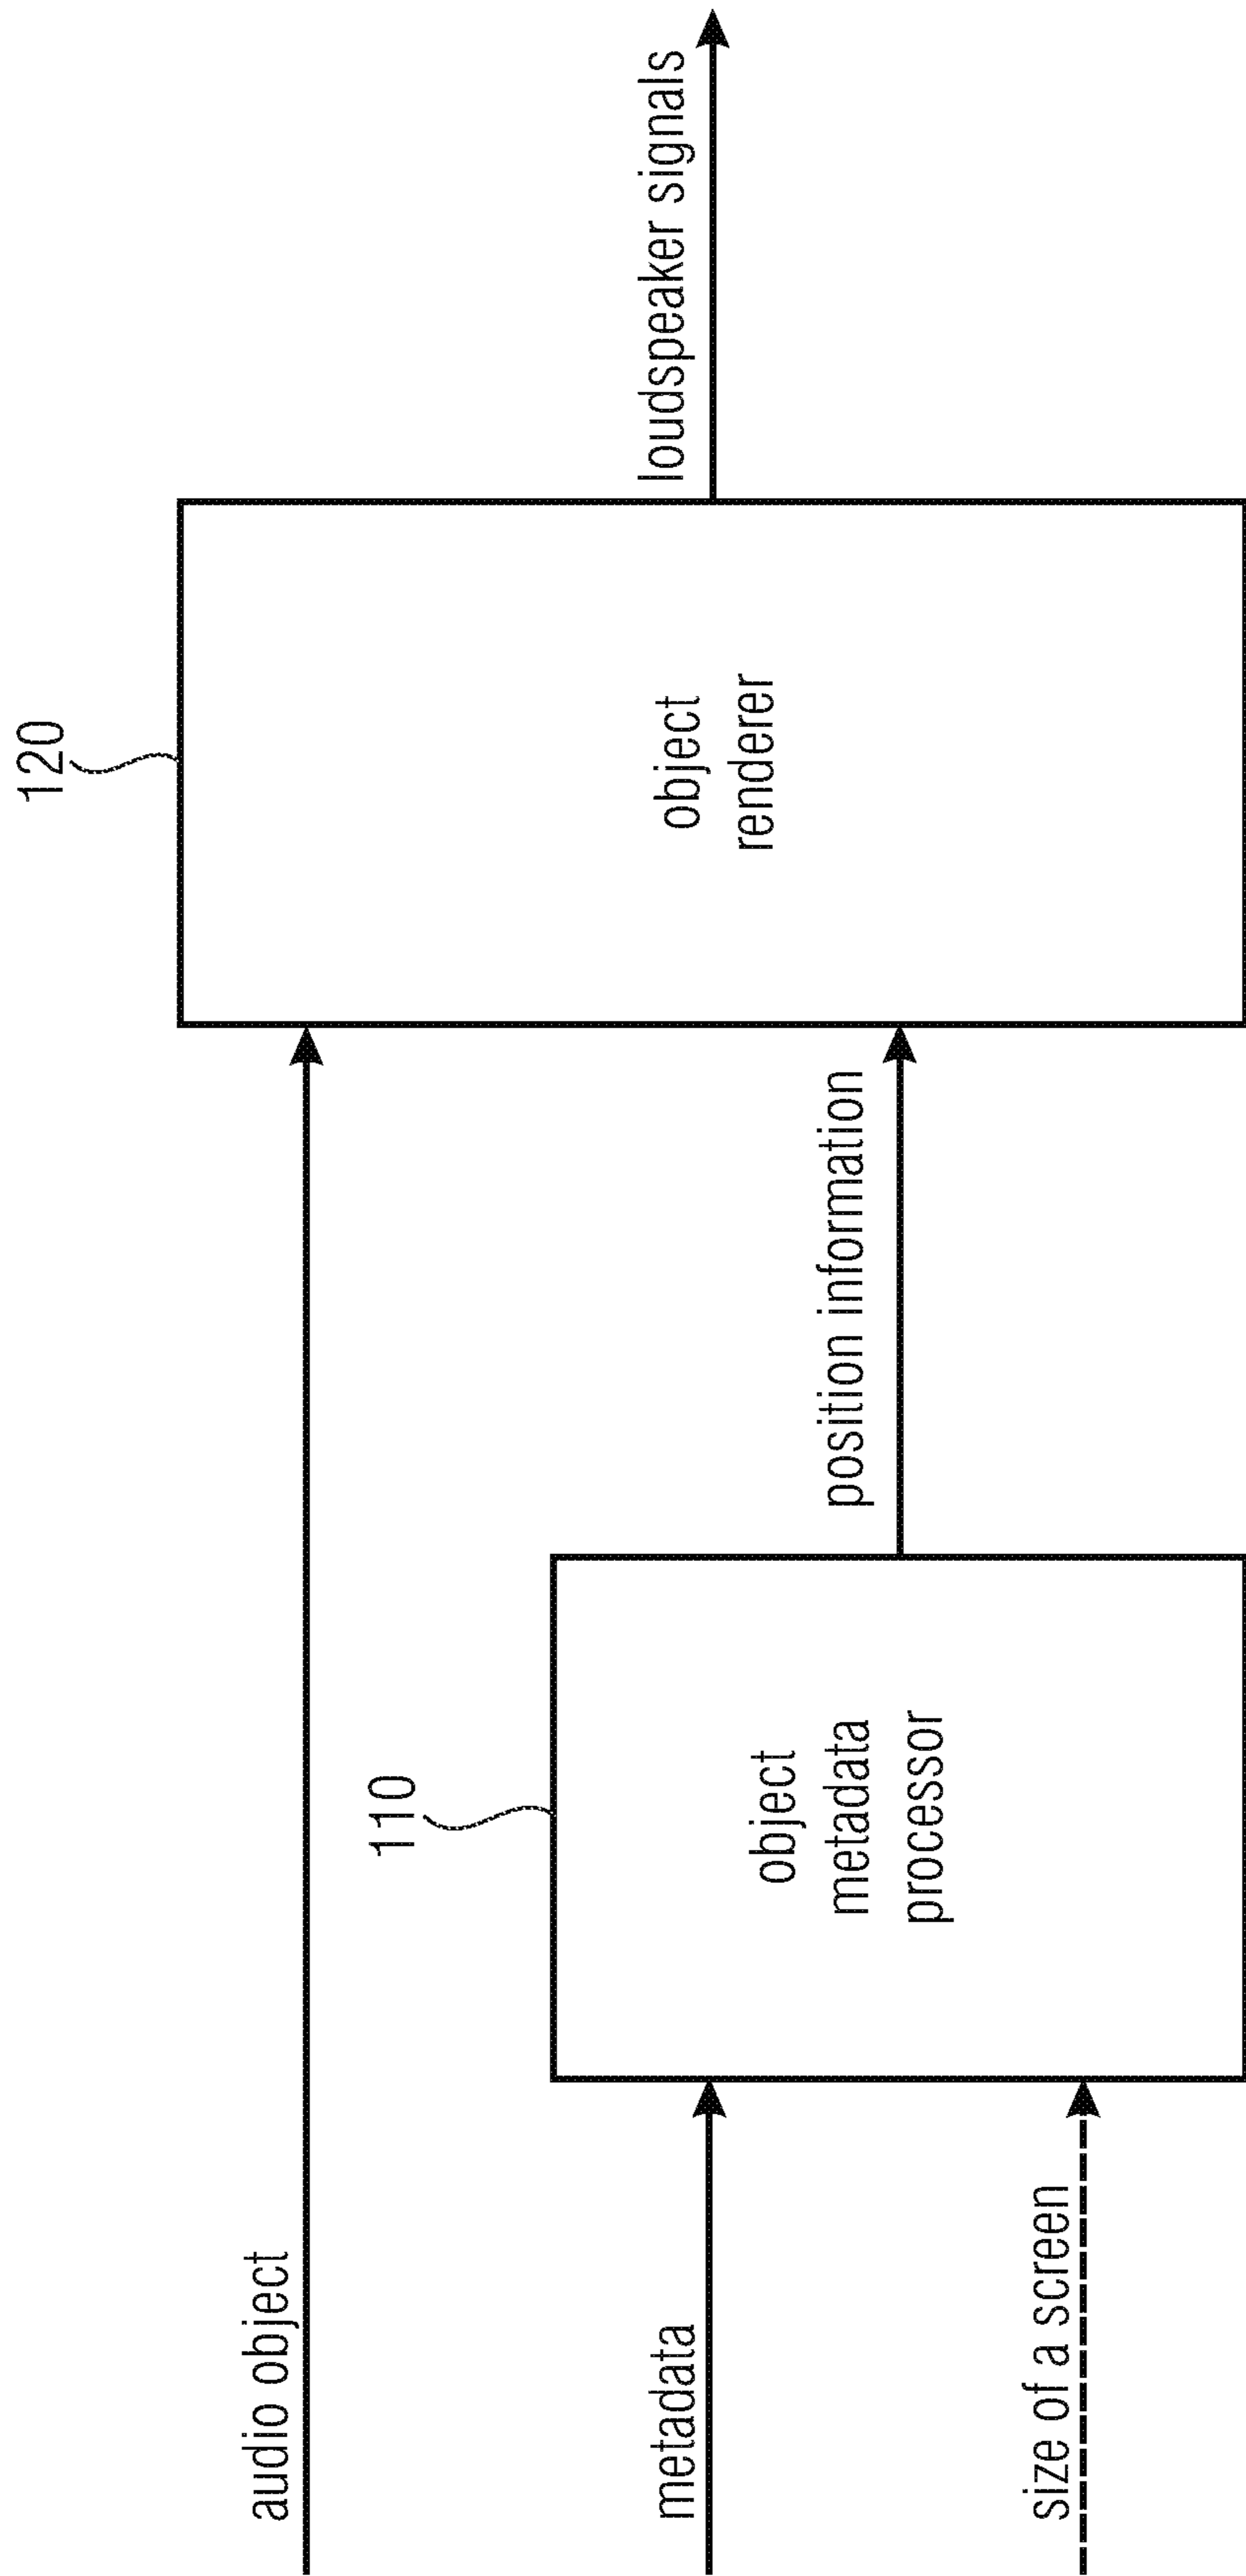 120
110
audio object
metadata
size of a screen
object
metadata
processor
position information
object
renderer
loudspeaker signals